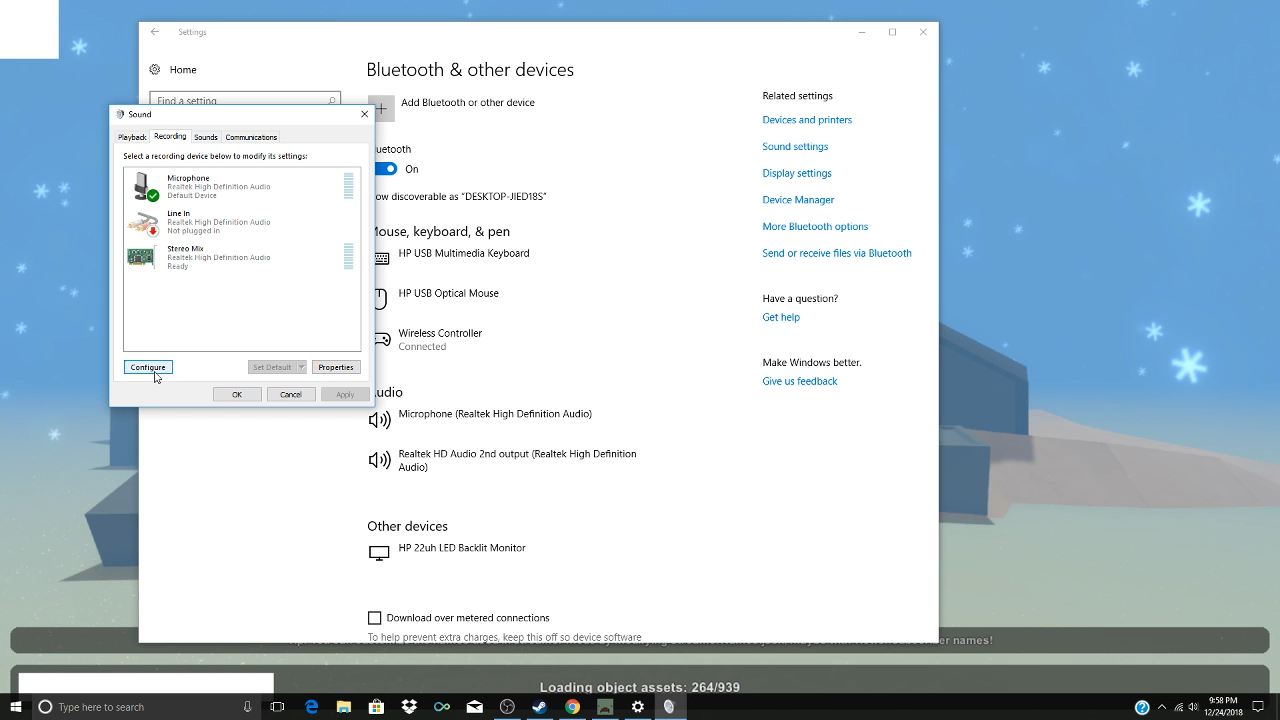 Settings
Home
Find a setting
Bluetooth & other devices
Add Bluetooth or other device
uetooth
On
ow discoverable as “DESKTOP-JIED18S”
ouse, keyboard, & pen
HP USB Multimedia Keyboard
HP USB Optical Mouse
Wireless Controller
Connected
udio
Microphone (Realtek High Definition Audio)
Realtek HD Audio 2nd output (Realtek High Definition
Audio)
Other devices
HP 22uh LED Backlit Monitor
Download over metered connections
To help prevent extra charges, keep this off so device software
Related settings
Devices and printers
Sound settings
Display settings
Device Manager
More Bluetooth options
Send or receive files via Bluetooth
Have a question?
Get help
Make Windows better.
Give us feedback
Sound
Playback Recording Sounds Communications
Select a recording device below to modify its settings:
Microphone
Realtek High Definition Audio
Default Device
Line In
Realtek High Definition Audio
Not plugged in
Stereo Mix
Realtek High Definition Audio
Ready
Configure Set Default Properties
OK Cancel Apply
er names!
Loading object assets: 264/939
Type here to search
9:58 PM
12/24/2018